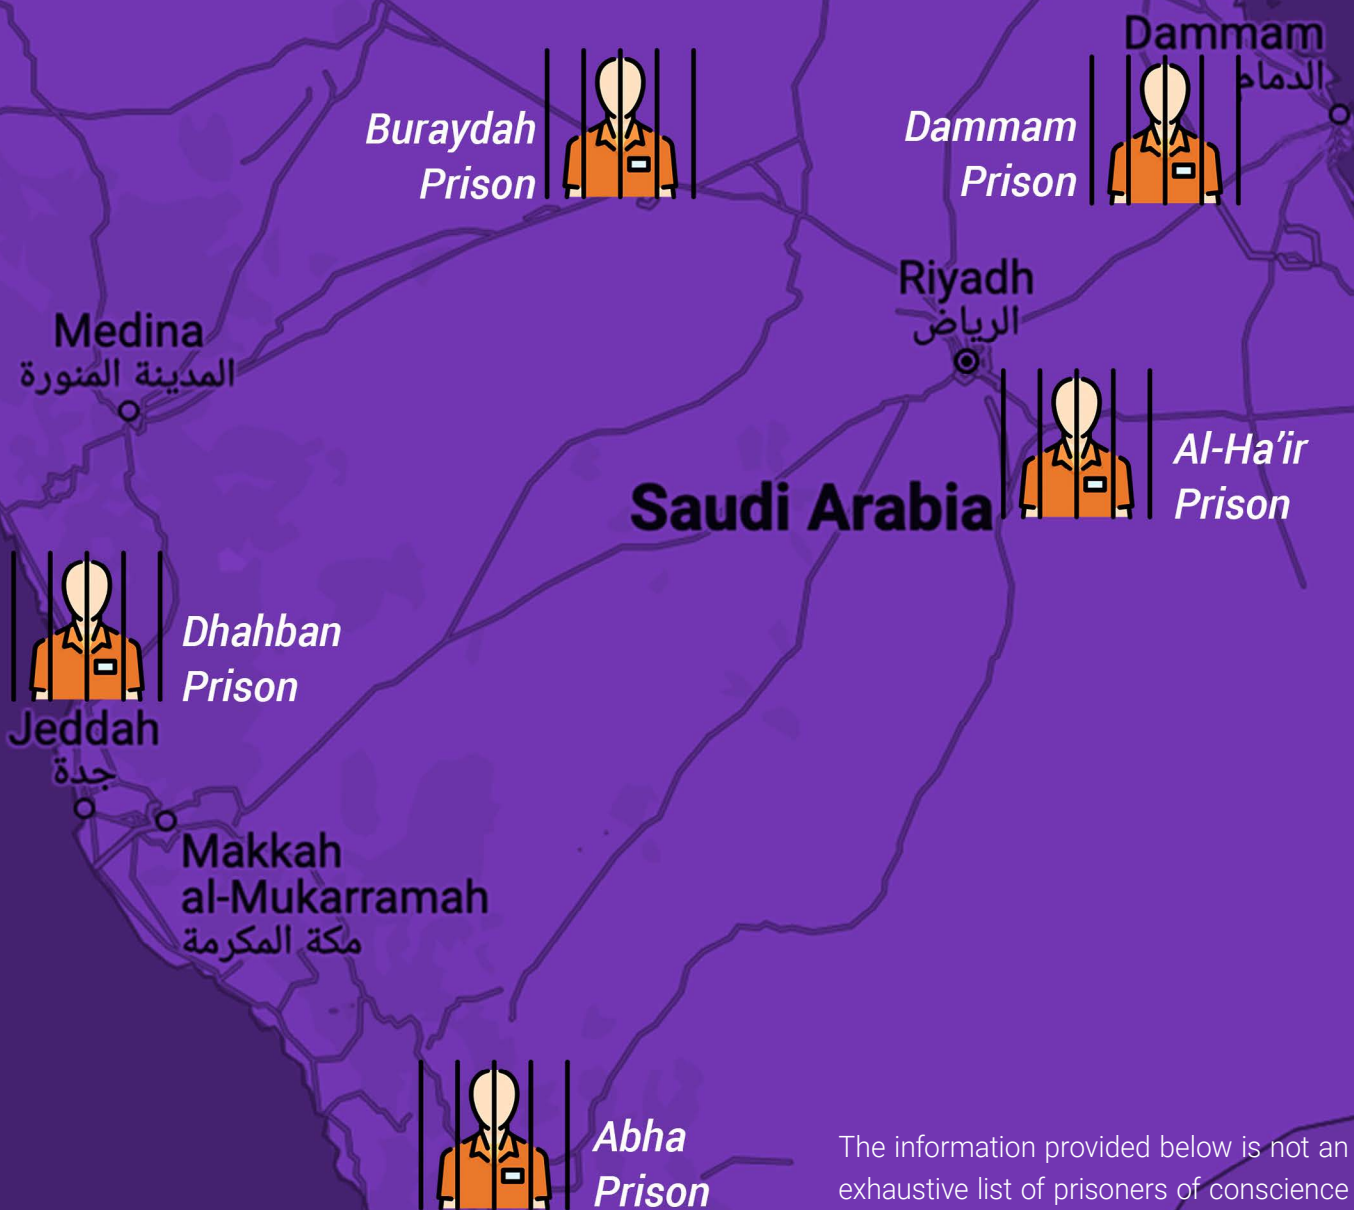 Dammam
الدمام
Buraydah
Prison
Dammam
Prison
Riyadh
الرياض
Medina
المدينة المنورة
Al-Ha’ir
Prison
Saudi Arabia
Dhahban
Prison
Jeddah
جدة
Makkah
al-Mukarramah
مكة المكرمة
Abha
Prison
The information provided below is not an
exhaustive list of prisoners of conscience